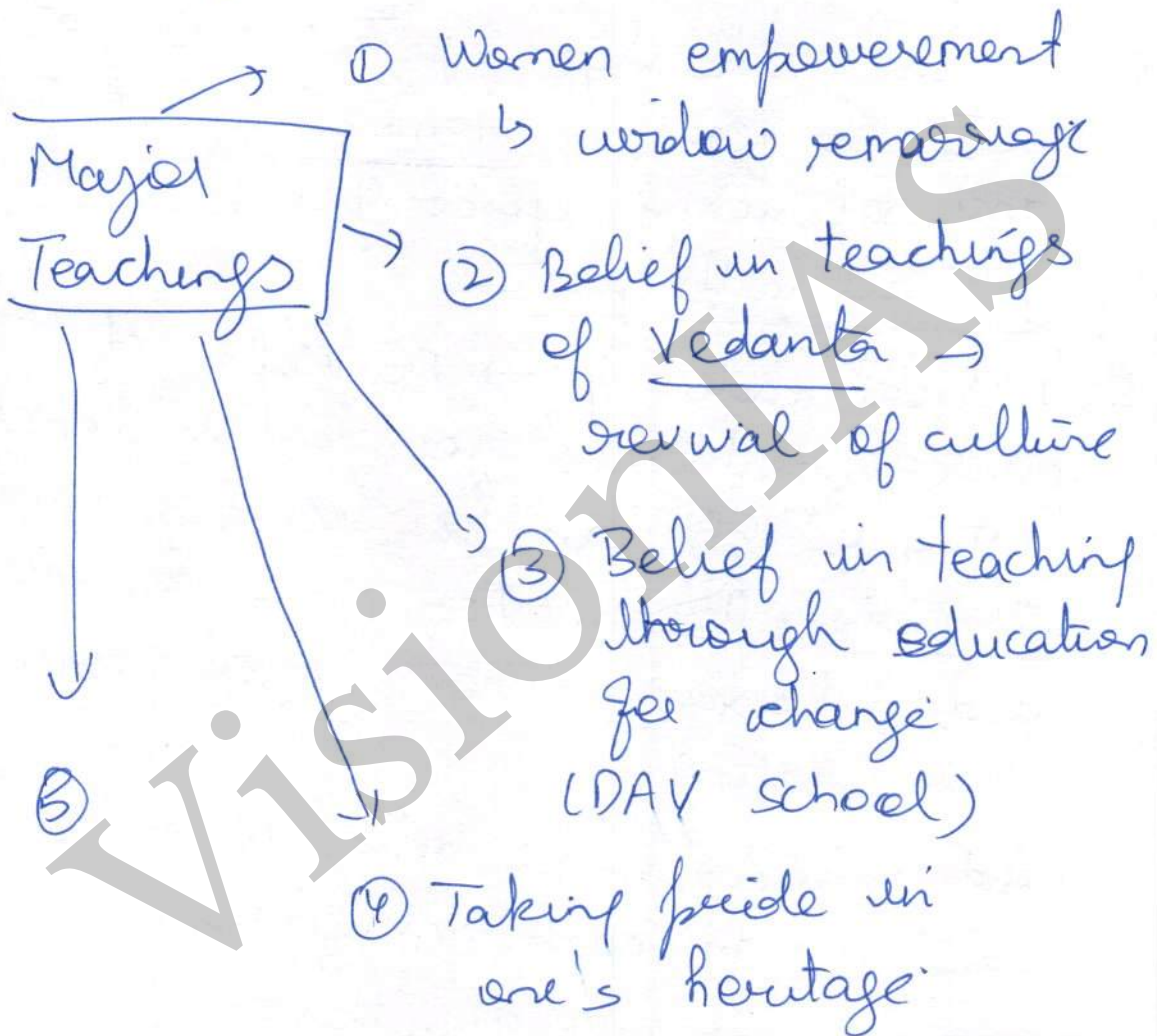 ① Women empowerement
↳ widow remarriage
Major
Teachings
② Belief in teachings
of Vedanta →
revival of culture
③ Belief in teaching
through education
for change
(DAV school)
⑤
④ Taking pride in
one's heritage
VisionIAS